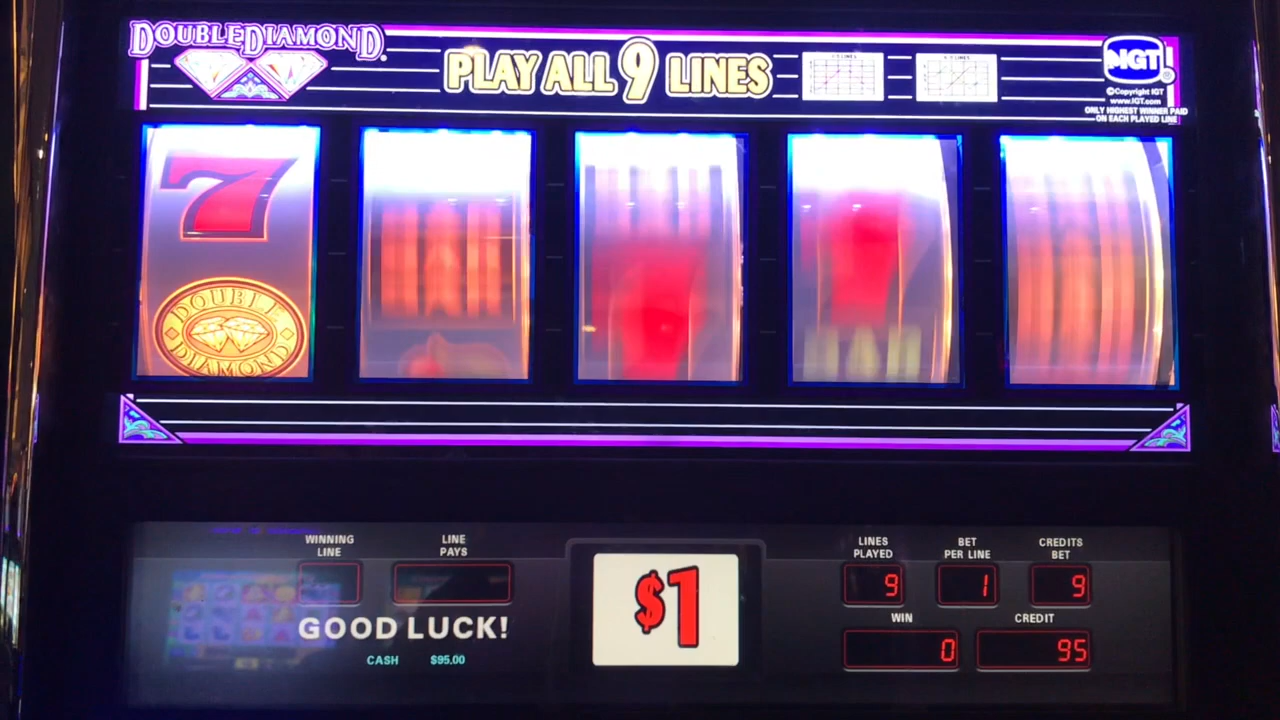 DOUBLE DIAMOND®
PLAY ALL 9 LINES
IGT®
©Copyright IGT
www.IGT.com
ONLY HIGHEST WINNER PAID
ON EACH PLAYED LINE
7
DOUBLE
DIAMOND
WINNING LINE
LINE PAYS
GOOD LUCK!
CASH $95.00
$1
LINES PLAYED
9
BET PER LINE
1
CREDITS BET
9
WIN
0
CREDIT
95